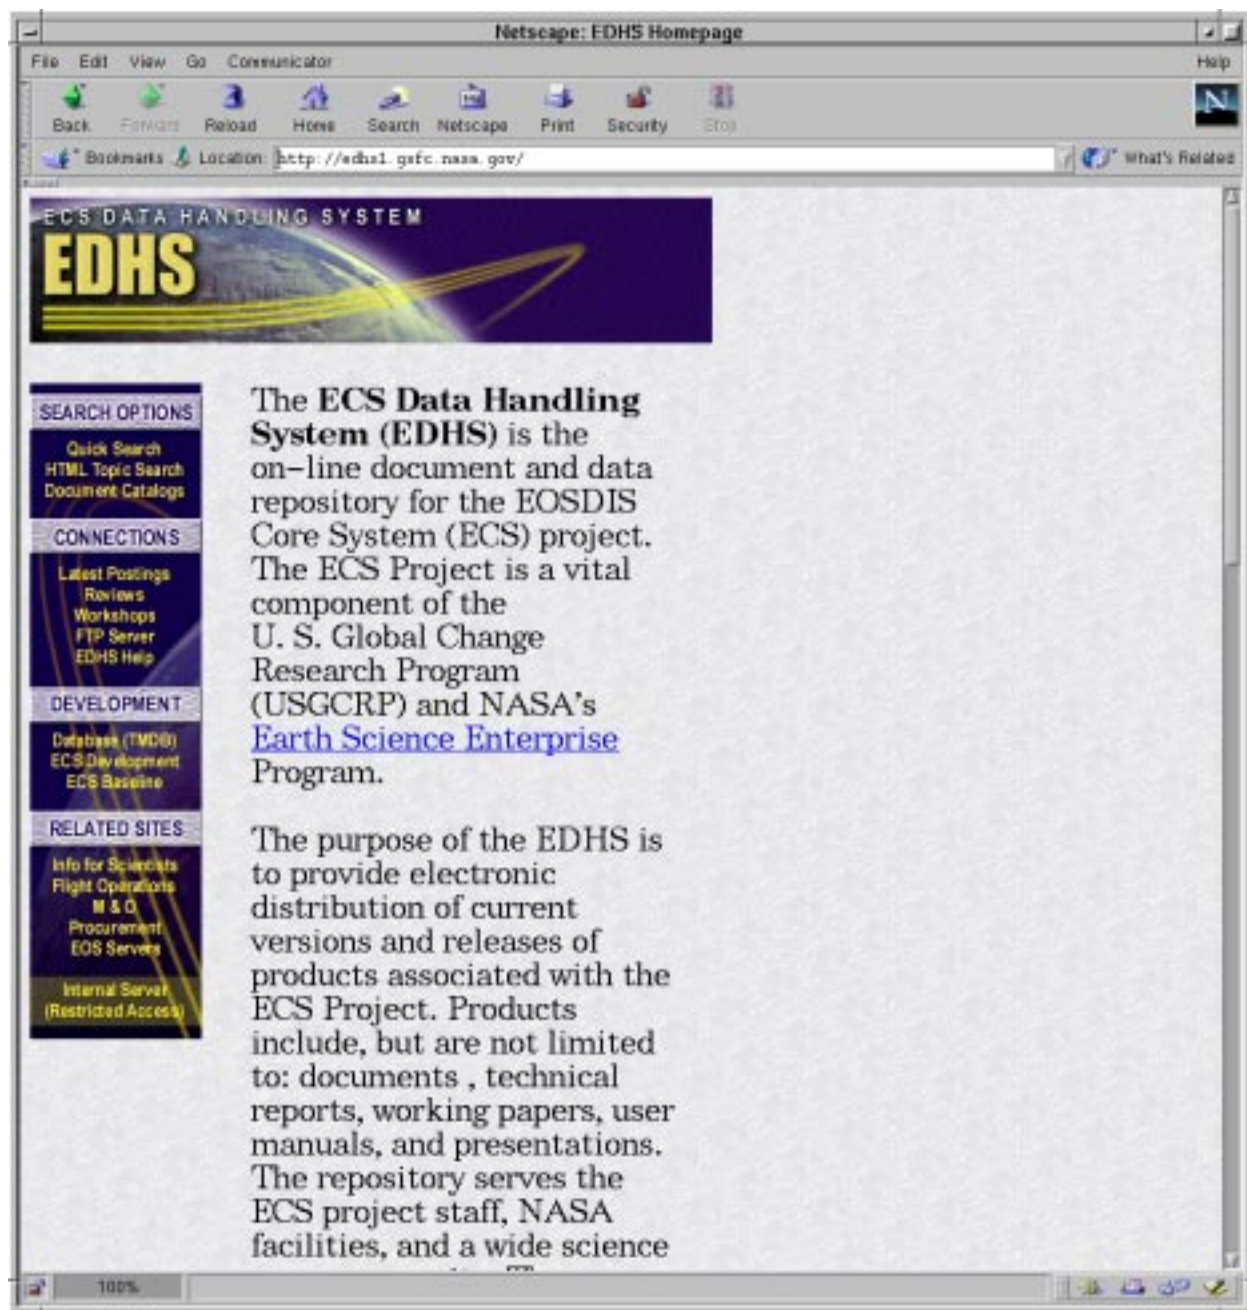 Netscape: EDHS Homepage
File Edit View Go Communicator Help
Back Forward Reload Home Search Netscape Print Security Stop
Bookmarks Location: http://edhs1.gsfc.nasa.gov/ What's Related
ECS DATA HANDLING SYSTEM
EDHS
SEARCH OPTIONS
Quick Search
HTML Topic Search
Document Catalogs
CONNECTIONS
Latest Postings
Reviews
Workshops
FTP Server
EDHS Help
DEVELOPMENT
Database (TMDB)
ECS Development
ECS Baseline
RELATED SITES
Info for Scientists
Flight Operations
M & O
Procurement
EOS Servers
Internal Server
(Restricted Access)
The ECS Data Handling
System (EDHS) is the
on-line document and data
repository for the EOSDIS
Core System (ECS) project.
The ECS Project is a vital
component of the
U. S. Global Change
Research Program
(USGCRP) and NASA's
Earth Science Enterprise
Program.
The purpose of the EDHS is
to provide electronic
distribution of current
versions and releases of
products associated with the
ECS Project. Products
include, but are not limited
to: documents , technical
reports, working papers, user
manuals, and presentations.
The repository serves the
ECS project staff, NASA
facilities, and a wide science
100%